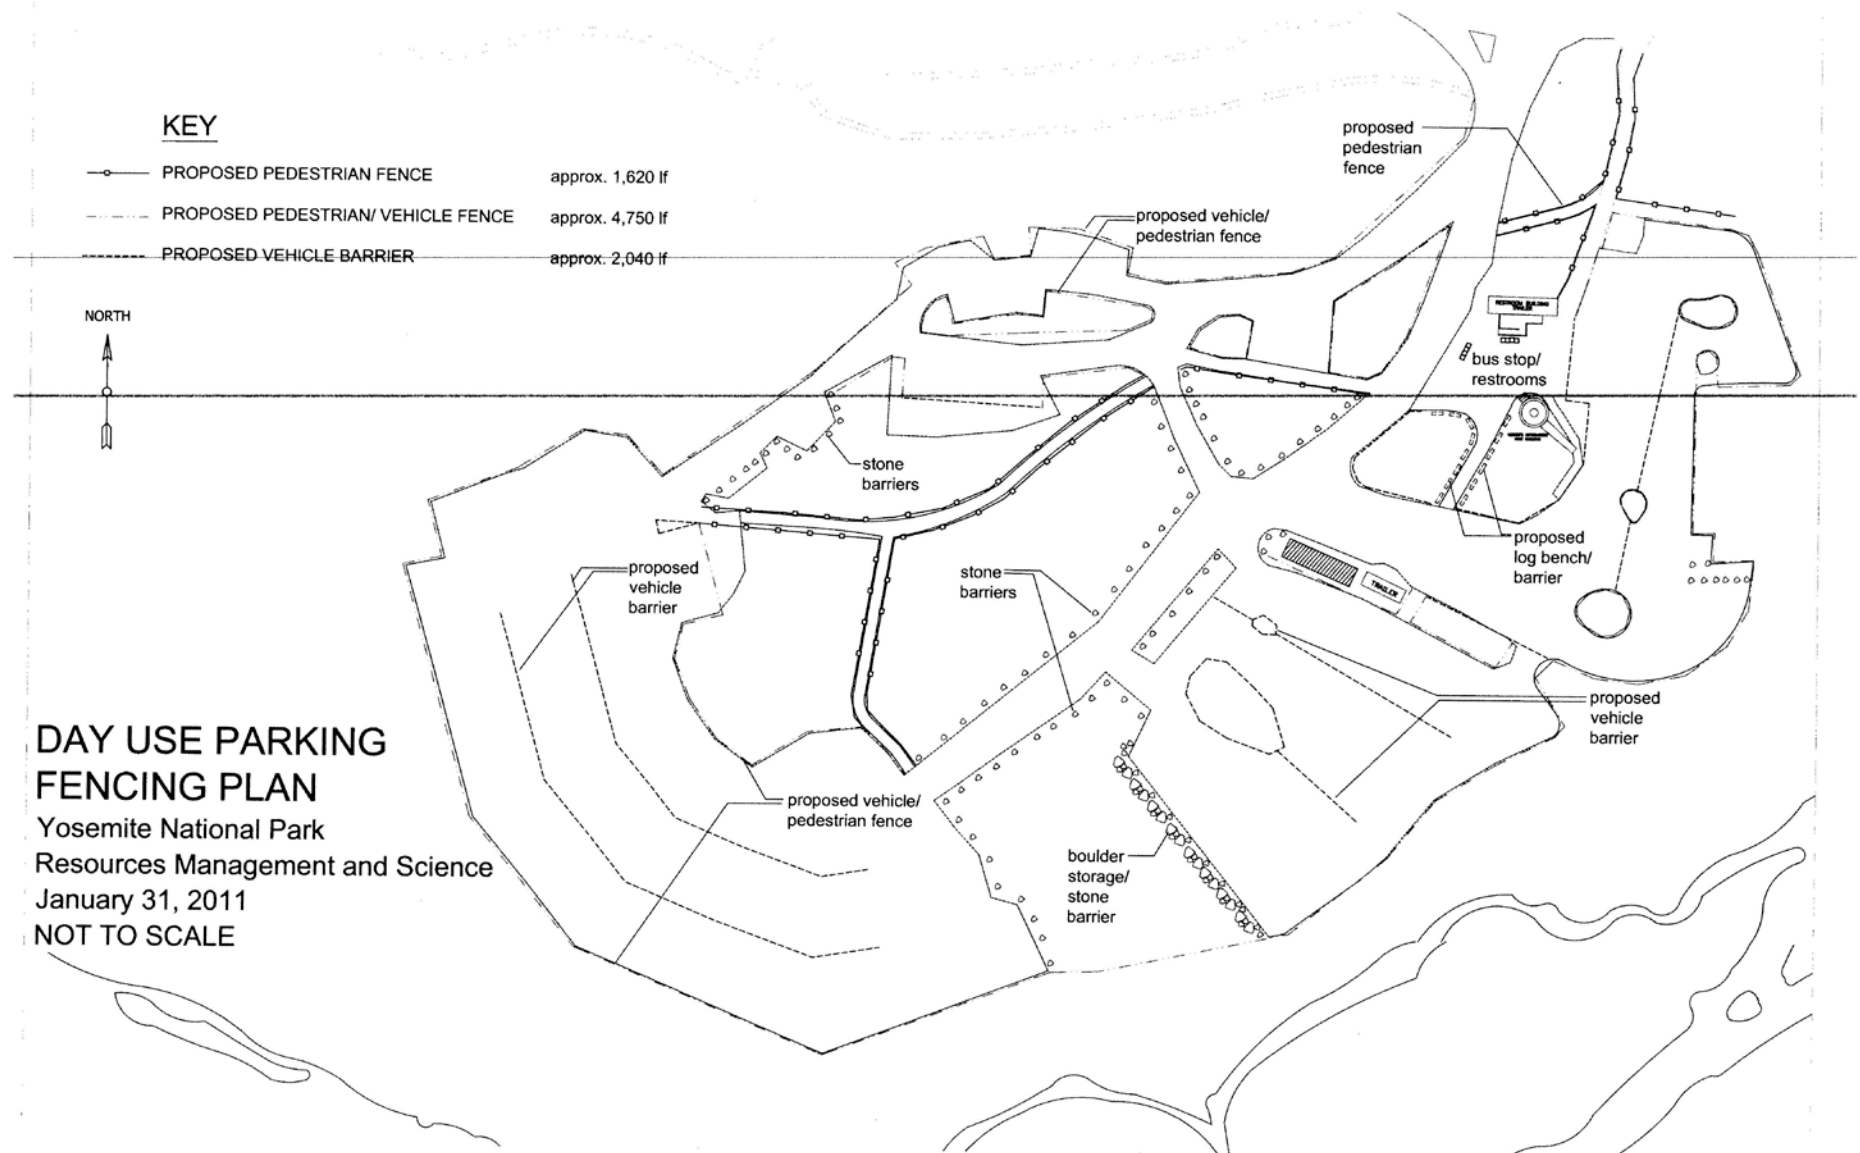 KEY
PROPOSED PEDESTRIAN FENCE approx. 1,620 lf
PROPOSED PEDESTRIAN/ VEHICLE FENCE approx. 4,750 lf
PROPOSED VEHICLE BARRIER approx. 2,040 lf
NORTH
proposed
pedestrian
fence
proposed vehicle/
pedestrian fence
RESTROOM BUILDING
TRAILER
bus stop/
restrooms
stone
barriers
proposed
log bench/
barrier
proposed
vehicle
barrier
stone
barriers
TRAILER
proposed
vehicle
barrier
proposed vehicle/
pedestrian fence
boulder
storage/
stone
barrier
DAY USE PARKING
FENCING PLAN
Yosemite National Park
Resources Management and Science
January 31, 2011
NOT TO SCALE